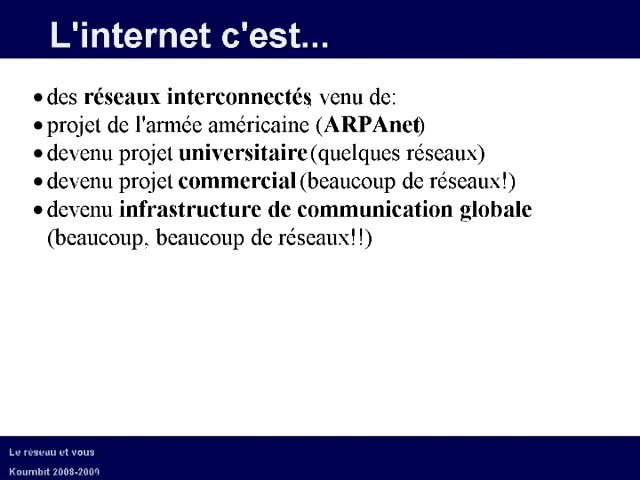 L'internet c'est...
• des réseaux interconnectés, venu de:
• projet de l'armée américaine (ARPAnet)
• devenu projet universitaire (quelques réseaux)
• devenu projet commercial (beaucoup de réseaux!)
• devenu infrastructure de communication globale
(beaucoup, beaucoup de réseaux!!)
Le réseau et vous
Koumbit 2008-2009